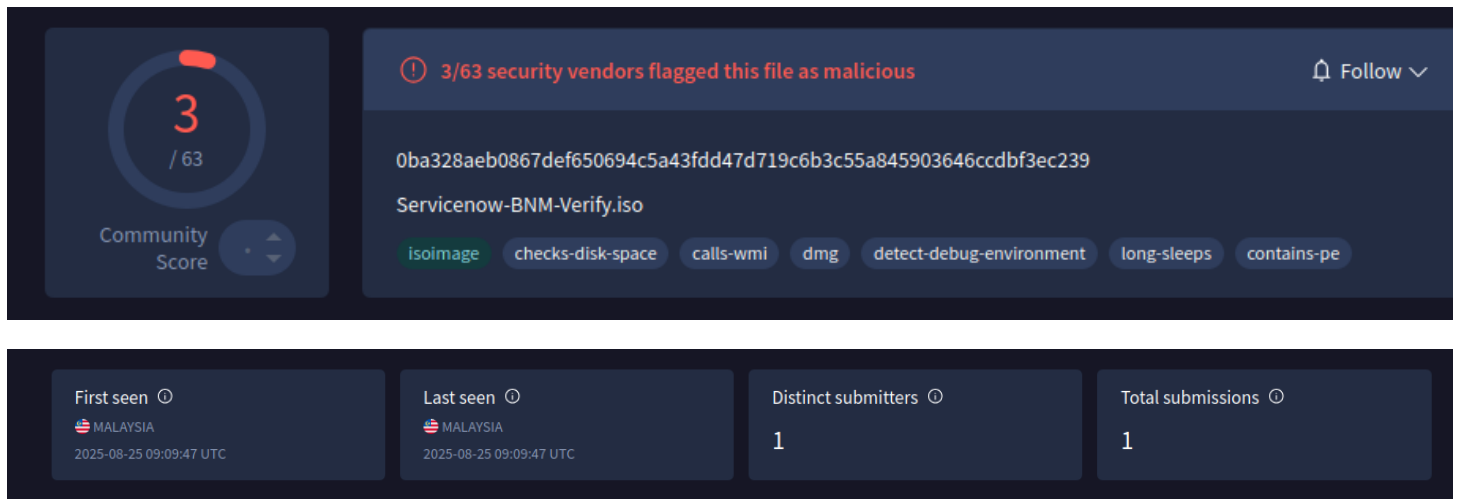 3
/ 63
Community
Score
3/63 security vendors flagged this file as malicious
Follow
0ba328aeb0867def650694c5a43fdd47d719c6b3c55a845903646ccdbf3ec239
Servicenow-BNM-Verify.iso
isoimage checks-disk-space calls-wmi dmg detect-debug-environment long-sleeps contains-pe
First seen
MALAYSIA
2025-08-25 09:09:47 UTC
Last seen
MALAYSIA
2025-08-25 09:09:47 UTC
Distinct submitters
1
Total submissions
1